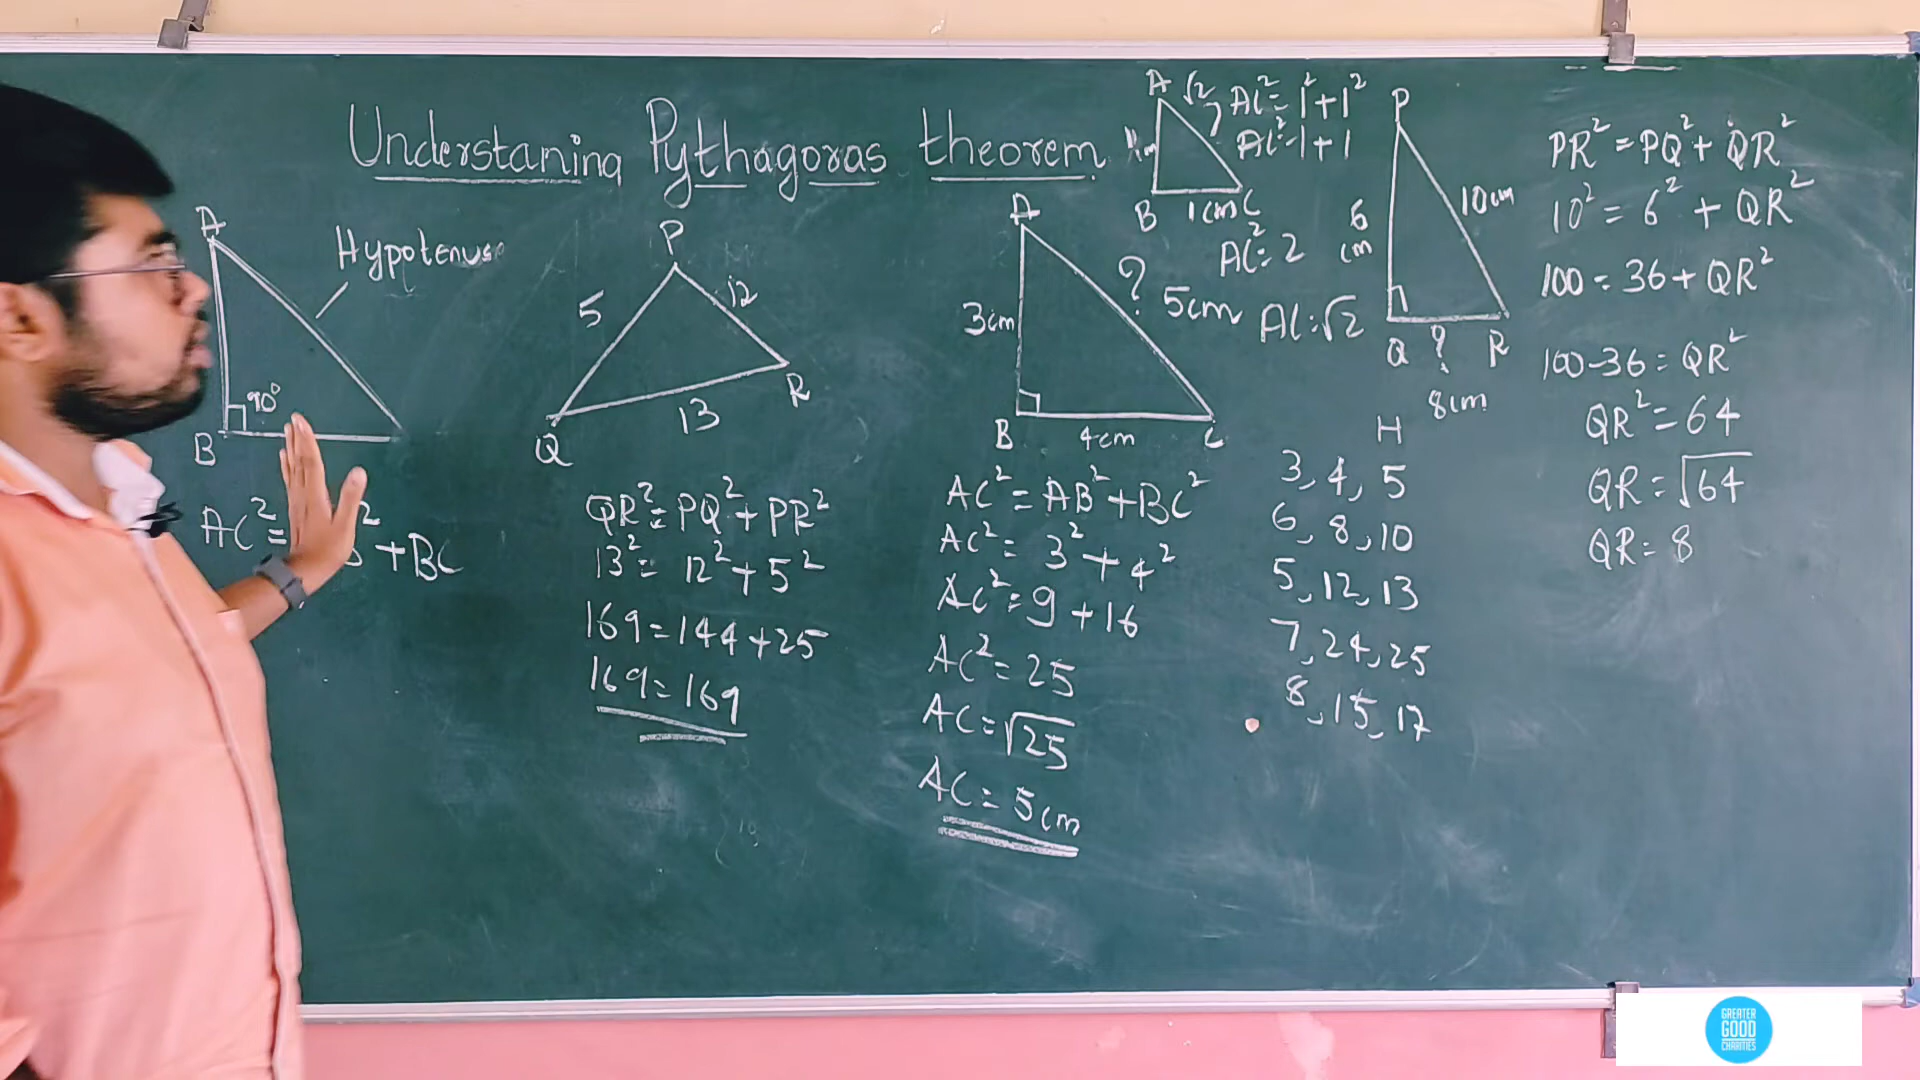 Understaning Pythagoras theorem
A
Hypotenuse
90°
B
AC² = B² + BC
P
5
12
Q
13
R
QR² = PQ² + PR²
13² = 12² + 5²
169 = 144 + 25
169 = 169
A
3cm
?
5cm
B
4cm
C
AC² = AB² + BC²
AC² = 3² + 4²
AC² = 9 + 16
AC² = 25
AC = √25
AC = 5cm
A
√2
?
B
1cm
C
AC² = 1² + 1²
AC² = 1 + 1
AC² = 2
AC = √2
P
6
cm
10cm
Q
?
R
8cm
H
3, 4, 5
6, 8, 10
5, 12, 13
7, 24, 25
8, 15, 17
PR² = PQ² + QR²
10² = 6² + QR²
100 = 36 + QR²
100 - 36 = QR²
QR² = 64
QR = √64
QR = 8
GREATER
GOOD
CHARITIES